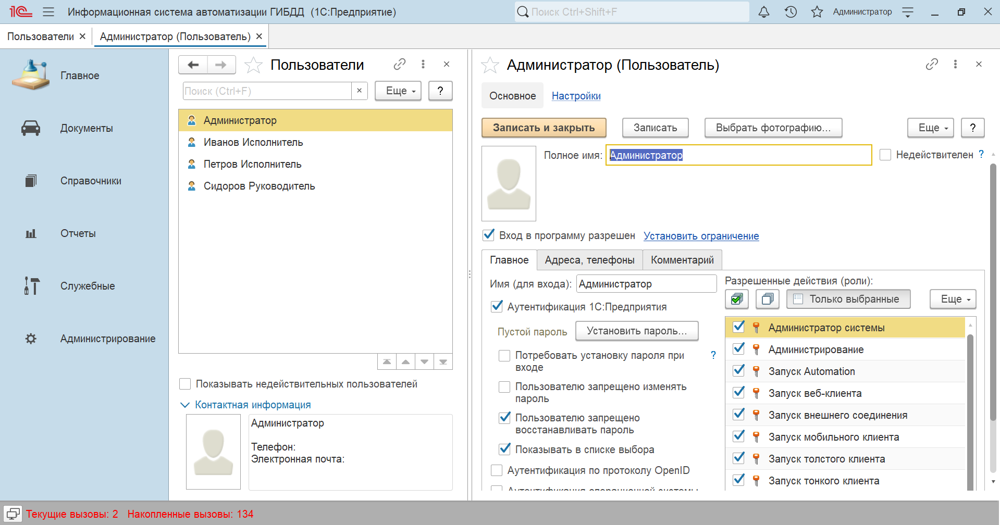 1С Информационная система автоматизации ГИБДД (1С:Предприятие)
Поиск Ctrl+Shift+F
Администратор
Пользователи
Администратор (Пользователь)
Главное
Документы
Справочники
Отчеты
Служебные
Администрирование
Пользователи
Поиск (Ctrl+F)
×
Еще
?
Администратор
Иванов Исполнитель
Петров Исполнитель
Сидоров Руководитель
Показывать недействительных пользователей
Контактная информация
Администратор
Телефон:
Электронная почта:
Администратор (Пользователь)
Основное Настройки
Записать и закрыть Записать Выбрать фотографию... Еще ?
Полное имя: Администратор Недействителен ?
Вход в программу разрешен Установить ограничение
Главное Адреса, телефоны Комментарий
Имя (для входа): Администратор
Аутентификация 1С:Предприятия
Пустой пароль Установить пароль...
Потребовать установку пароля при ?
входе
Пользователю запрещено изменять
пароль
Пользователю запрещено
восстанавливать пароль
Показывать в списке выбора
Аутентификация по протоколу OpenID
Аутентификация операционной системы
Разрешенные действия (роли):
Только выбранные Еще
Администратор системы
Администрирование
Запуск Automation
Запуск веб-клиента
Запуск внешнего соединения
Запуск мобильного клиента
Запуск толстого клиента
Запуск тонкого клиента
Текущие вызовы: 2 Накопленные вызовы: 134